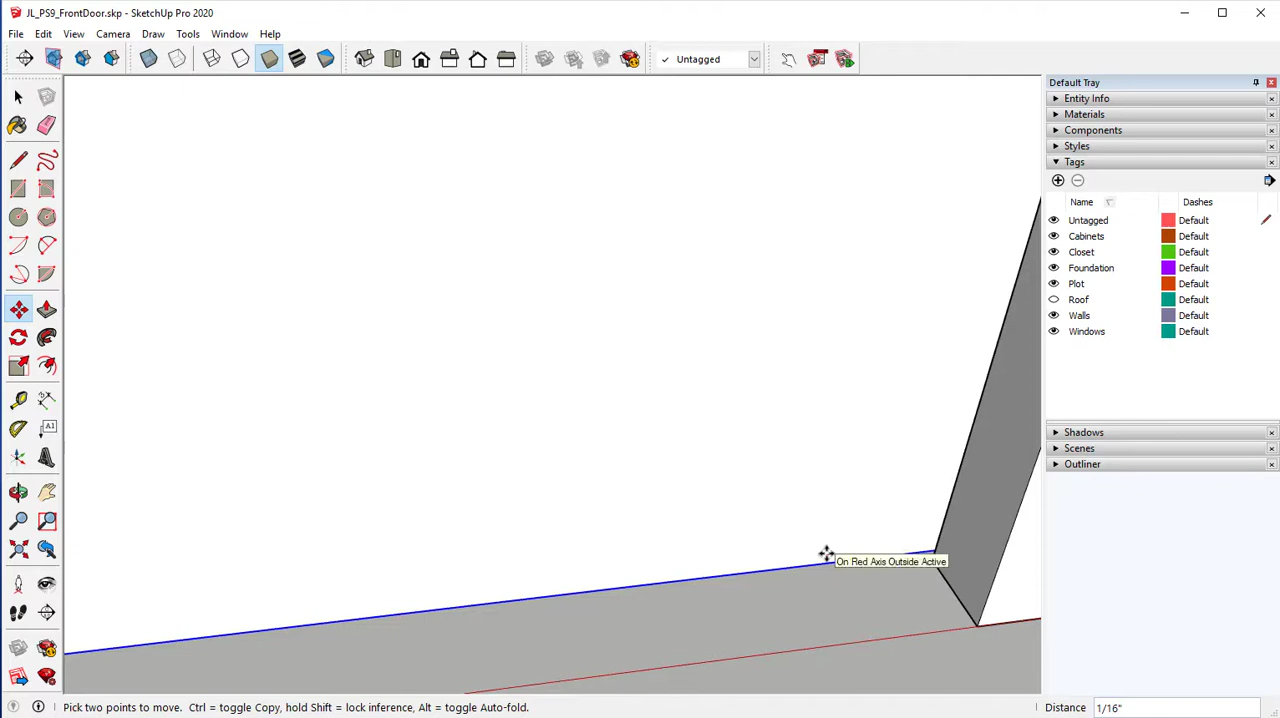 JL_PS9_FrontDoor.skp - SketchUp Pro 2020
File Edit View Camera Draw Tools Window Help
Untagged
Default Tray
Entity Info
Materials
Components
Styles
Tags
Name Dashes
Untagged Default
Cabinets Default
Closet Default
Foundation Default
Plot Default
Roof Default
Walls Default
Windows Default
Shadows
Scenes
Outliner
A1
On Red Axis Outside Active
Pick two points to move. Ctrl = toggle Copy, hold Shift = lock inference, Alt = toggle Auto-fold.
Distance 1/16"